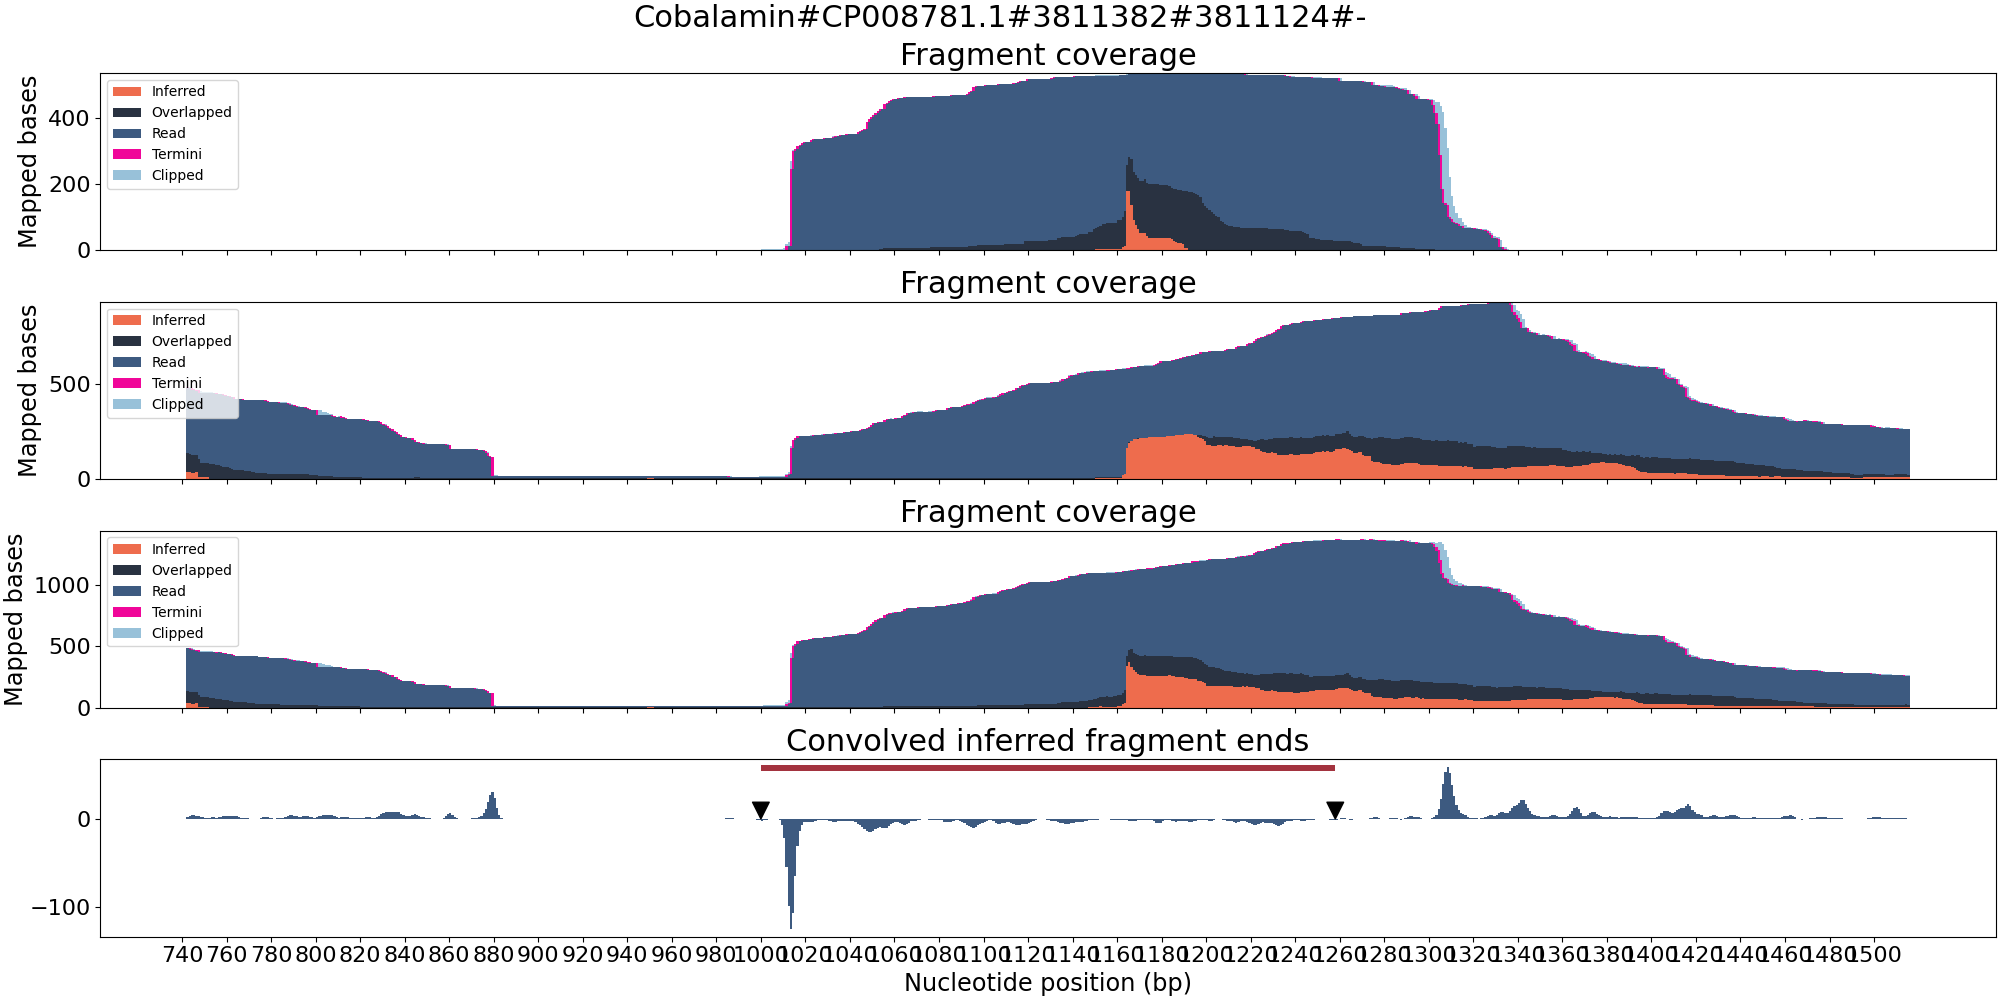 Cobalamin#CP008781.1#3811382#3811124#-
Fragment coverage
Mapped bases
400
200
0
Inferred
Overlapped
Read
Termini
Clipped
Fragment coverage
Mapped bases
500
0
Inferred
Overlapped
Read
Termini
Clipped
Fragment coverage
Mapped bases
1000
500
0
Inferred
Overlapped
Read
Termini
Clipped
Convolved inferred fragment ends
0
−100
740 760 780 800 820 840 860 880 900 920 940 960 980 1000 1020 1040 1060 1080 1100 1120 1140 1160 1180 1200 1220 1240 1260 1280 1300 1320 1340 1360 1380 1400 1420 1440 1460 1480 1500
Nucleotide position (bp)